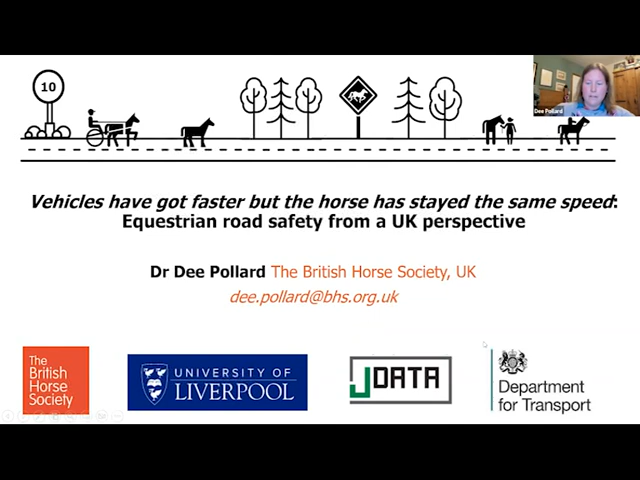 10
Dee Pollard
Vehicles have got faster but the horse has stayed the same speed:
Equestrian road safety from a UK perspective
Dr Dee Pollard The British Horse Society, UK
dee.pollard@bhs.org.uk
The
British
Horse
Society
UNIVERSITY OF
LIVERPOOL
JDATA
Department
for Transport